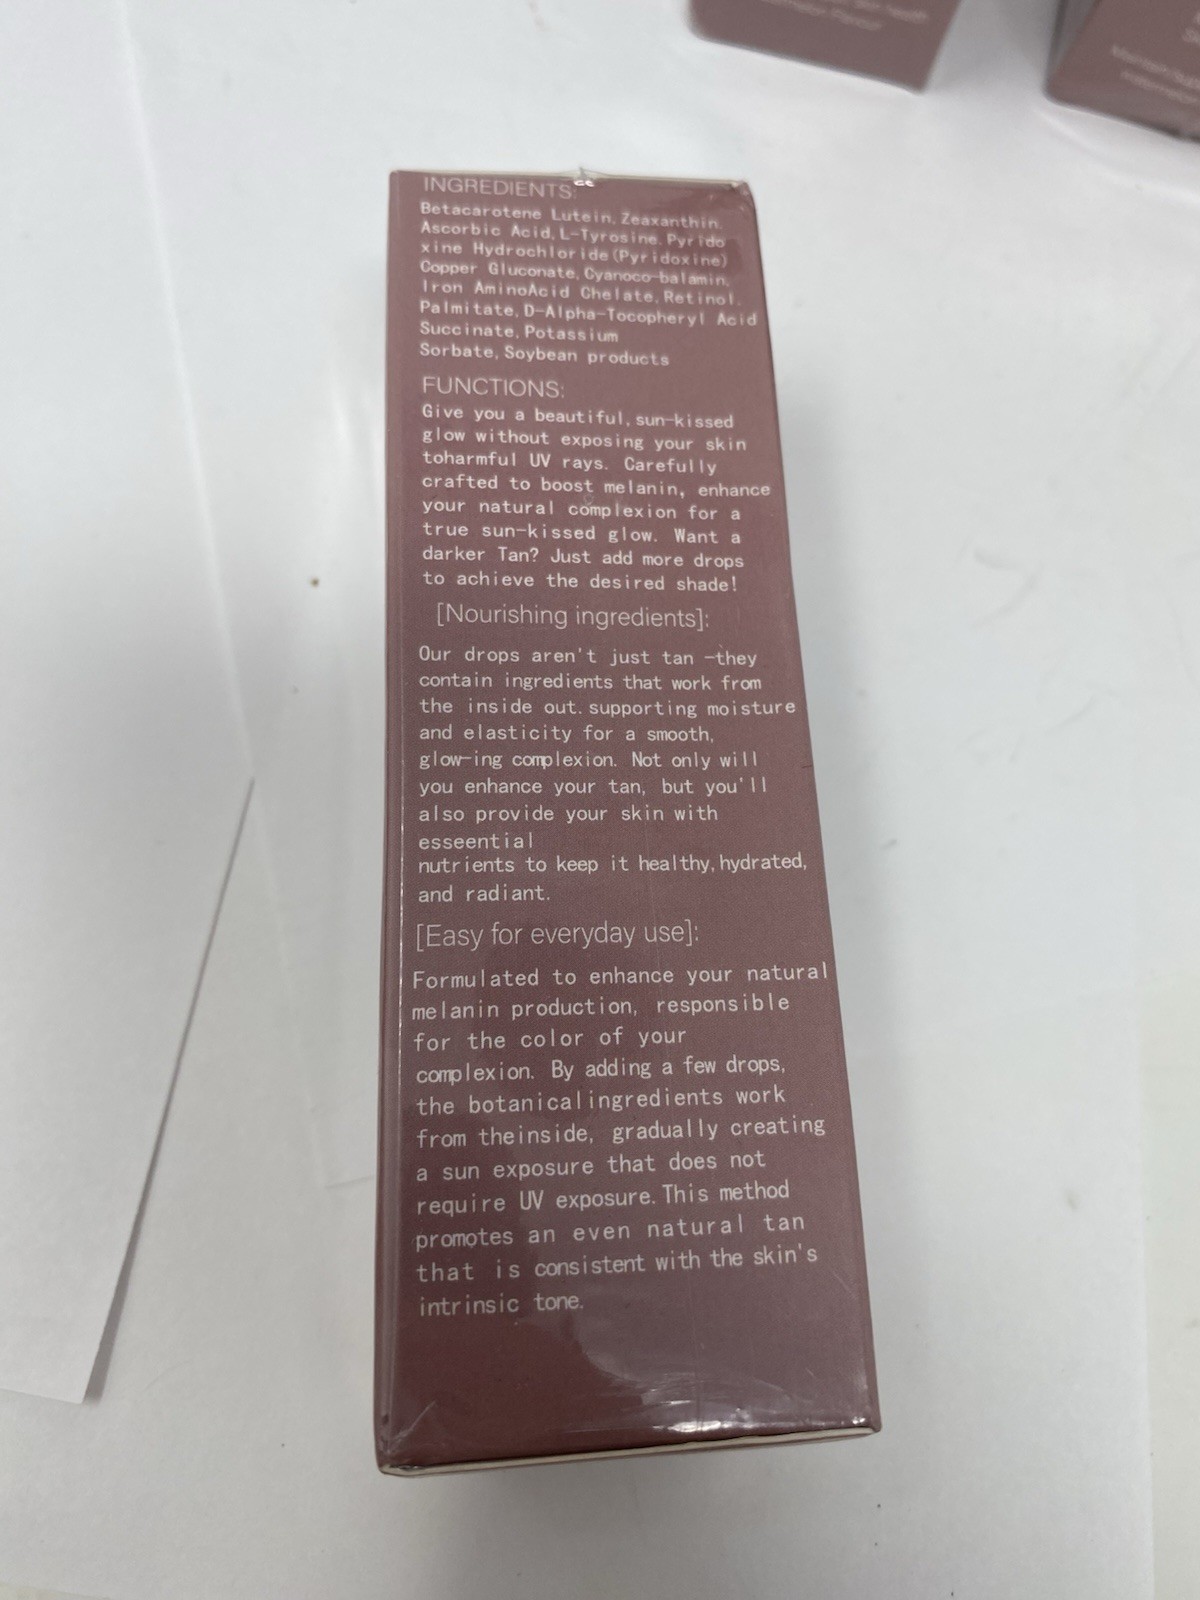 INGREDIENTS:
Betacarotene Lutein, Zeaxanthin,
Ascorbic Acid, L-Tyrosine, Pyrido
xine Hydrochloride (Pyridoxine)
Copper Gluconate, Cyanoco-balamin,
Iron AminoAcid Chelate, Retinol,
Palmitate, D-Alpha-Tocopheryl Acid
Succinate, Potassium
Sorbate, Soybean products
FUNCTIONS:
Give you a beautiful, sun-kissed
glow without exposing your skin
toharmful UV rays. Carefully
crafted to boost melanin, enhance
your natural complexion for a
true sun-kissed glow. Want a
darker Tan? Just add more drops
to achieve the desired shade!
[Nourishing ingredients]:
Our drops aren't just tan -they
contain ingredients that work from
the inside out. supporting moisture
and elasticity for a smooth,
glow-ing complexion. Not only will
you enhance your tan, but you'll
also provide your skin with
esseential
nutrients to keep it healthy, hydrated,
and radiant.
[Easy for everyday use]:
Formulated to enhance your natural
melanin production, responsible
for the color of your
complexion. By adding a few drops,
the botanicalingredients work
from theinside, gradually creating
a sun exposure that does not
require UV exposure. This method
promotes an even natural tan
that is consistent with the skin's
intrinsic tone.